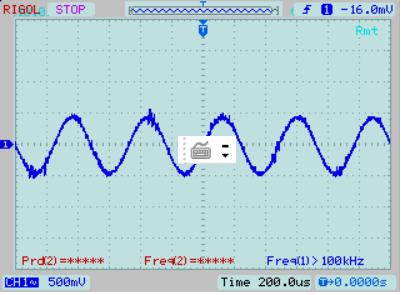 RIGOL STOP T 1 -16.0mV
T
Rmt
1
Prd(2)=***** Freq(2)=***** Freq(1)>100kHz
CH1~ 500mV Time 200.0us T→0.0000s